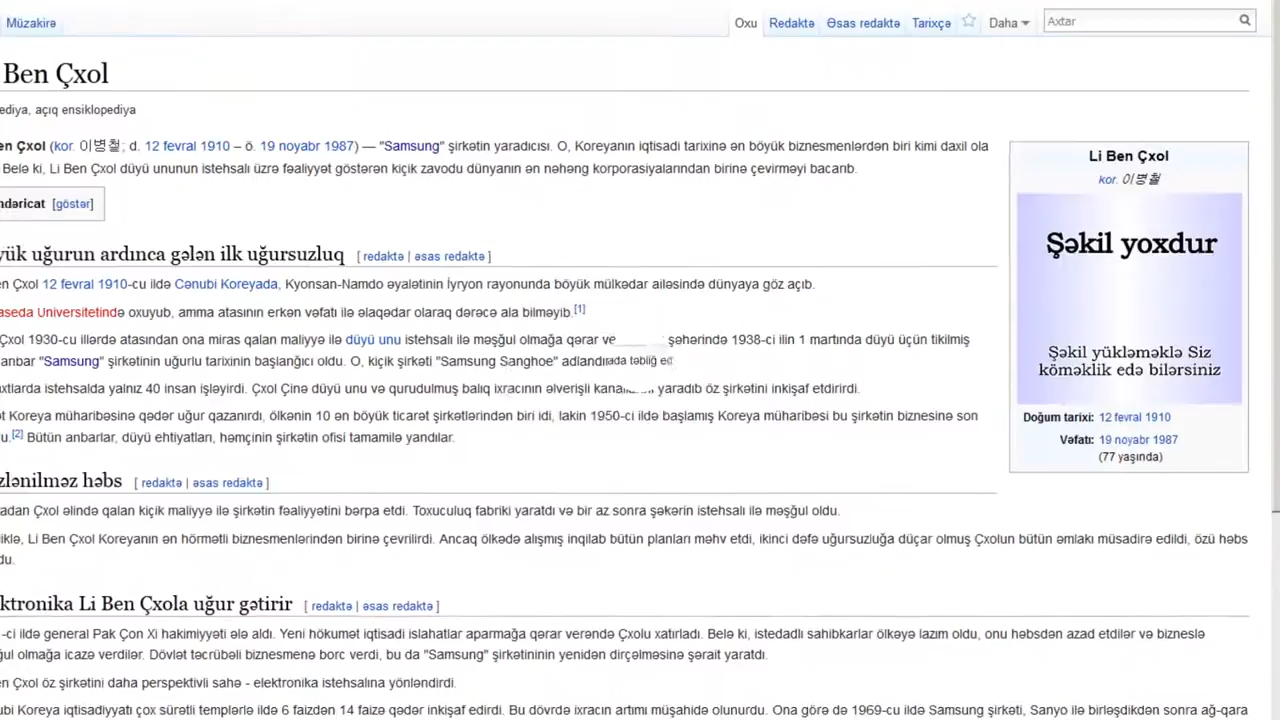 Müzakirə
Oxu Redaktə Əsas redaktə Tarixçə Daha Axtar
Ben Çxol
ediya, açıq ensiklopediya
en Çxol (kor. 이병철; d. 12 fevral 1910 – ö. 19 noyabr 1987) — "Samsung" şirkətin yaradıcısı. O, Koreyanın iqtisadi tarixinə ən böyük biznesmenlərdən biri kimi daxil ola
Belə ki, Li Ben Çxol düyü ununun istehsalı üzrə fəaliyyət göstərən kiçik zavodu dünyanın ən nəhəng korporasiyalarından birinə çevirməyi bacarıb.
ndəricat [göstər]
yük uğurun ardınca gələn ilk uğursuzluq [ redaktə | əsas redaktə ]
en Çxol 12 fevral 1910-cu ildə Cənubi Koreyada, Kyonsan-Namdo əyalətinin İyryon rayonunda böyük mülkədar ailəsində dünyaya göz açıb.
aseda Universitetində oxuyub, amma atasının erkən vəfatı ilə əlaqədar olaraq dərəcə ala bilməyib.[1]
Çxol 1930-cu illərdə atasından ona miras qalan maliyyə ilə düyü unu istehsalı ilə məşğul olmağa qərar ve şəhərində 1938-ci ilin 1 martında düyü üçün tikilmiş
anbar "Samsung" şirkətinin uğurlu tarixinin başlanğıcı oldu. O, kiçik şirkəti "Samsung Sanghoe" adlandı
axtlarda istehsalda yalnız 40 insan işləyirdi. Çxol Çinə düyü unu və qurudulmuş balıq ixracının əlverişli yaradıb öz şirkətini inkişaf etdirirdi.
ət Koreya müharibəsinə qədər uğur qazanırdı, ölkənin 10 ən böyük ticarət şirkətlərindən biri idi, lakin 1950-ci ildə başlamış Koreya müharibəsi bu şirkətin biznesinə son
u.[2] Bütün anbarlar, düyü ehtiyatları, həmçinin şirkətin ofisi tamamilə yandılar.
zlənilməz həbs [ redaktə | əsas redaktə ]
adan Çxol əlində qalan kiçik maliyyə ilə şirkətin fəaliyyətini bərpa etdi. Toxuculuq fabriki yaratdı və bir az sonra şəkərin istehsalı ilə məşğul oldu.
iklə, Li Ben Çxol Koreyanın ən hörmətli biznesmenlərindən birinə çevrilirdi. Ancaq ölkədə alışmış inqilab bütün planları məhv etdi, ikinci dəfə uğursuzluğa düçar olmuş Çxolun bütün əmlakı müsadirə edildi, özü həbs
du.
ktronika Li Ben Çxola uğur gətirir [ redaktə | əsas redaktə ]
-ci ildə general Pak Çon Xi hakimiyyəti ələ aldı. Yeni hökumət iqtisadi islahatlar aparmağa qərar verəndə Çxolu xatırladı. Belə ki, istedadlı sahibkarlar ölkəyə lazım oldu, onu həbsdən azad etdilər və bizneslə
ğul olmağa icazə verdilər. Dövlət təcrübəli biznesmenə borc verdi, bu da "Samsung" şirkətininin yenidən dirçəlməsinə şərait yaratdı.
en Çxol öz şirkətini daha perspektivli sahə - elektronika istehsalına yönləndirdi.
ubi Koreya iqtisadiyyatı çox sürətli templərlə ildə 6 faizdən 14 faizə qədər inkişaf edirdi. Bu dövrdə ixracın artımı müşahidə olunurdu. Ona görə də 1969-cu ildə Samsung şirkəti, Sanyo ilə birləşdikdən sonra ağ-qara
Li Ben Çxol
kor. 이병철
Şəkil yoxdur
Şəkil yükləməklə Siz
köməklik edə bilərsiniz
Doğum tarixi: 12 fevral 1910
Vəfatı: 19 noyabr 1987
(77 yaşında)